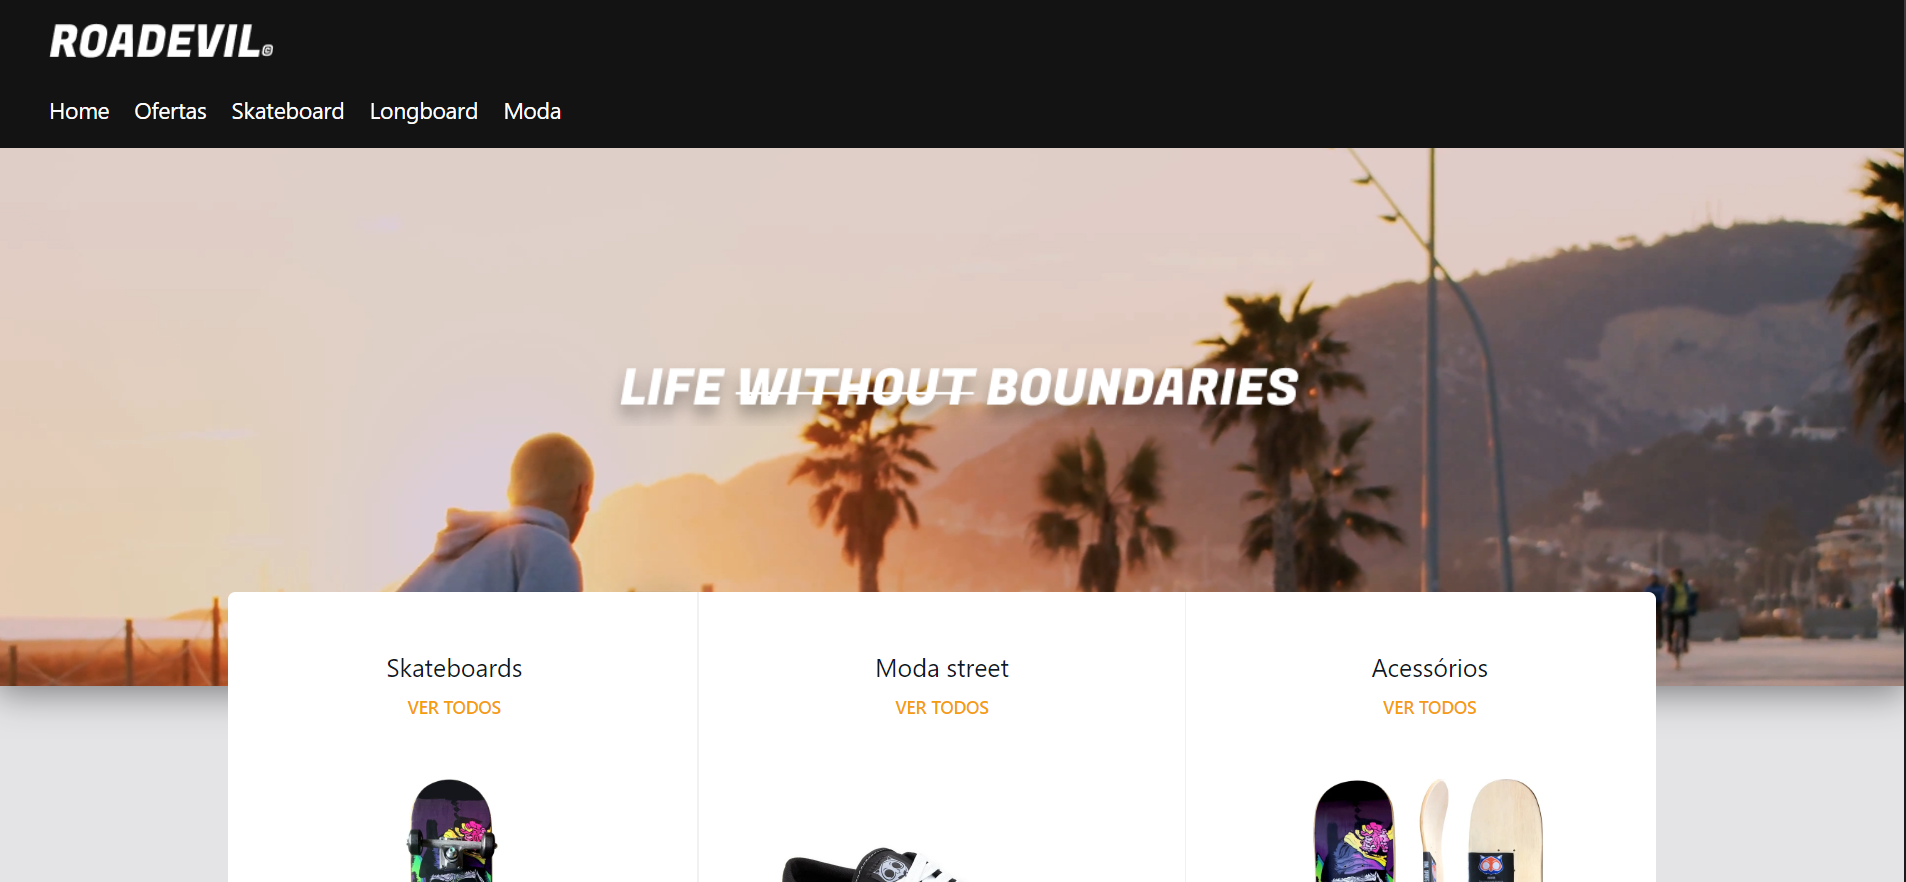 ROADEVIL©
Home Ofertas Skateboard Longboard Moda
LIFE WITHOUT BOUNDARIES
Skateboards Moda street Acessórios
VER TODOS VER TODOS VER TODOS